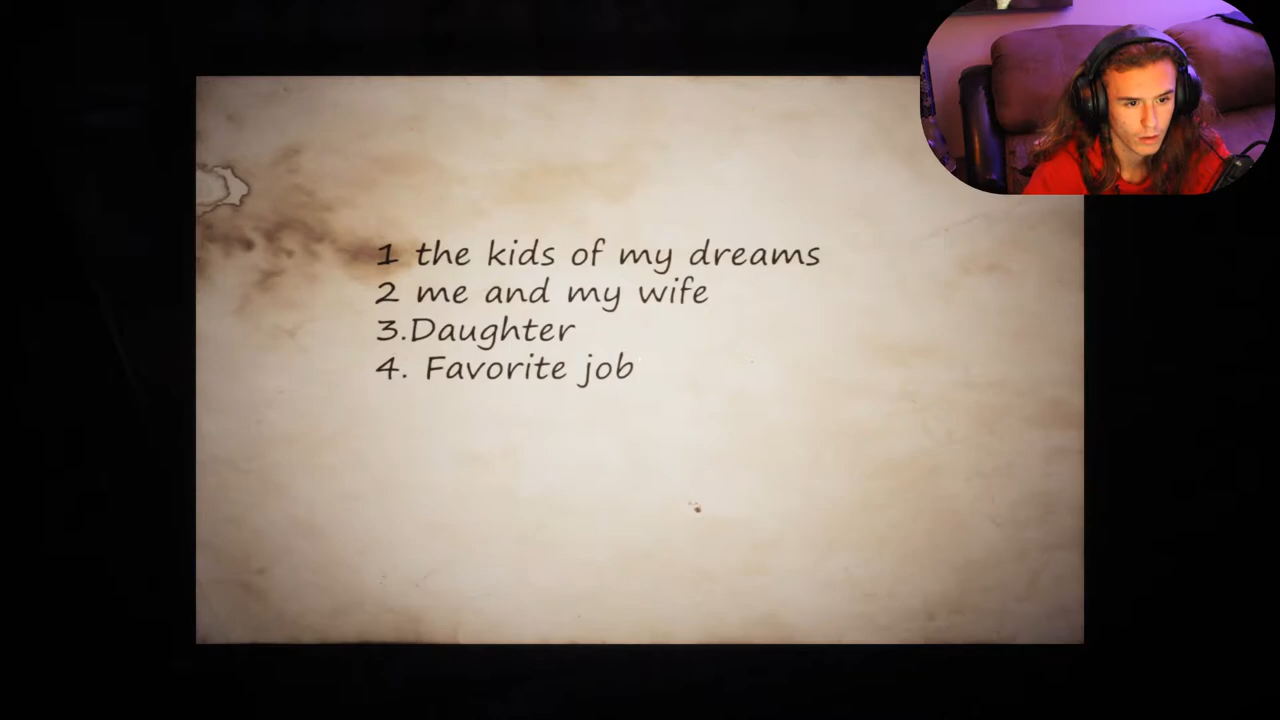 1 the kids of my dreams
2 me and my wife
3.Daughter
4. Favorite job